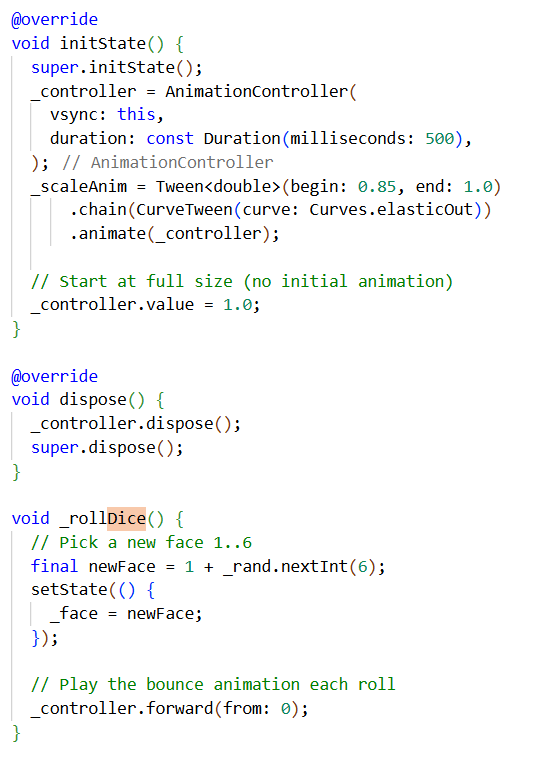 @override
void initState() {
  super.initState();
  _controller = AnimationController(
    vsync: this,
    duration: const Duration(milliseconds: 500),
  ); // AnimationController
  _scaleAnim = Tween<double>(begin: 0.85, end: 1.0)
      .chain(CurveTween(curve: Curves.elasticOut))
      .animate(_controller);

  // Start at full size (no initial animation)
  _controller.value = 1.0;
}

@override
void dispose() {
  _controller.dispose();
  super.dispose();
}

void _rollDice() {
  // Pick a new face 1..6
  final newFace = 1 + _rand.nextInt(6);
  setState(() {
    _face = newFace;
  });

  // Play the bounce animation each roll
  _controller.forward(from: 0);
}